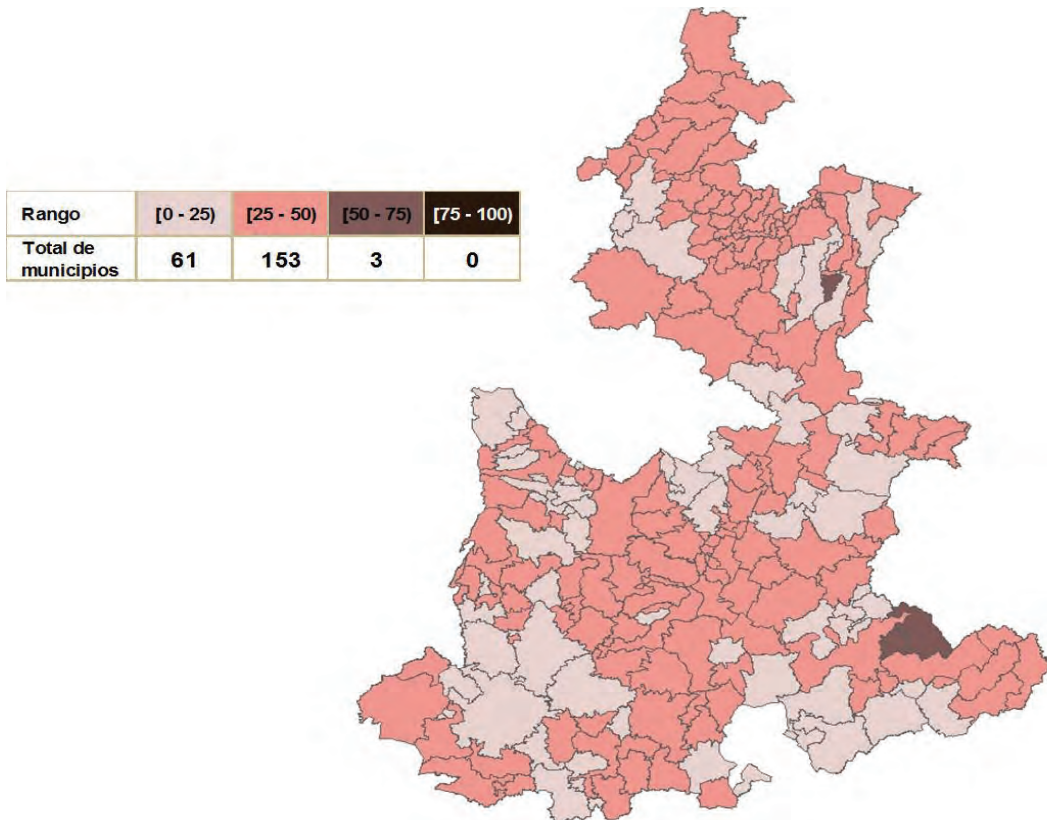 Rango [0 - 25) [25 - 50) [50 - 75) [75 - 100)
Total de municipios 61 153 3 0